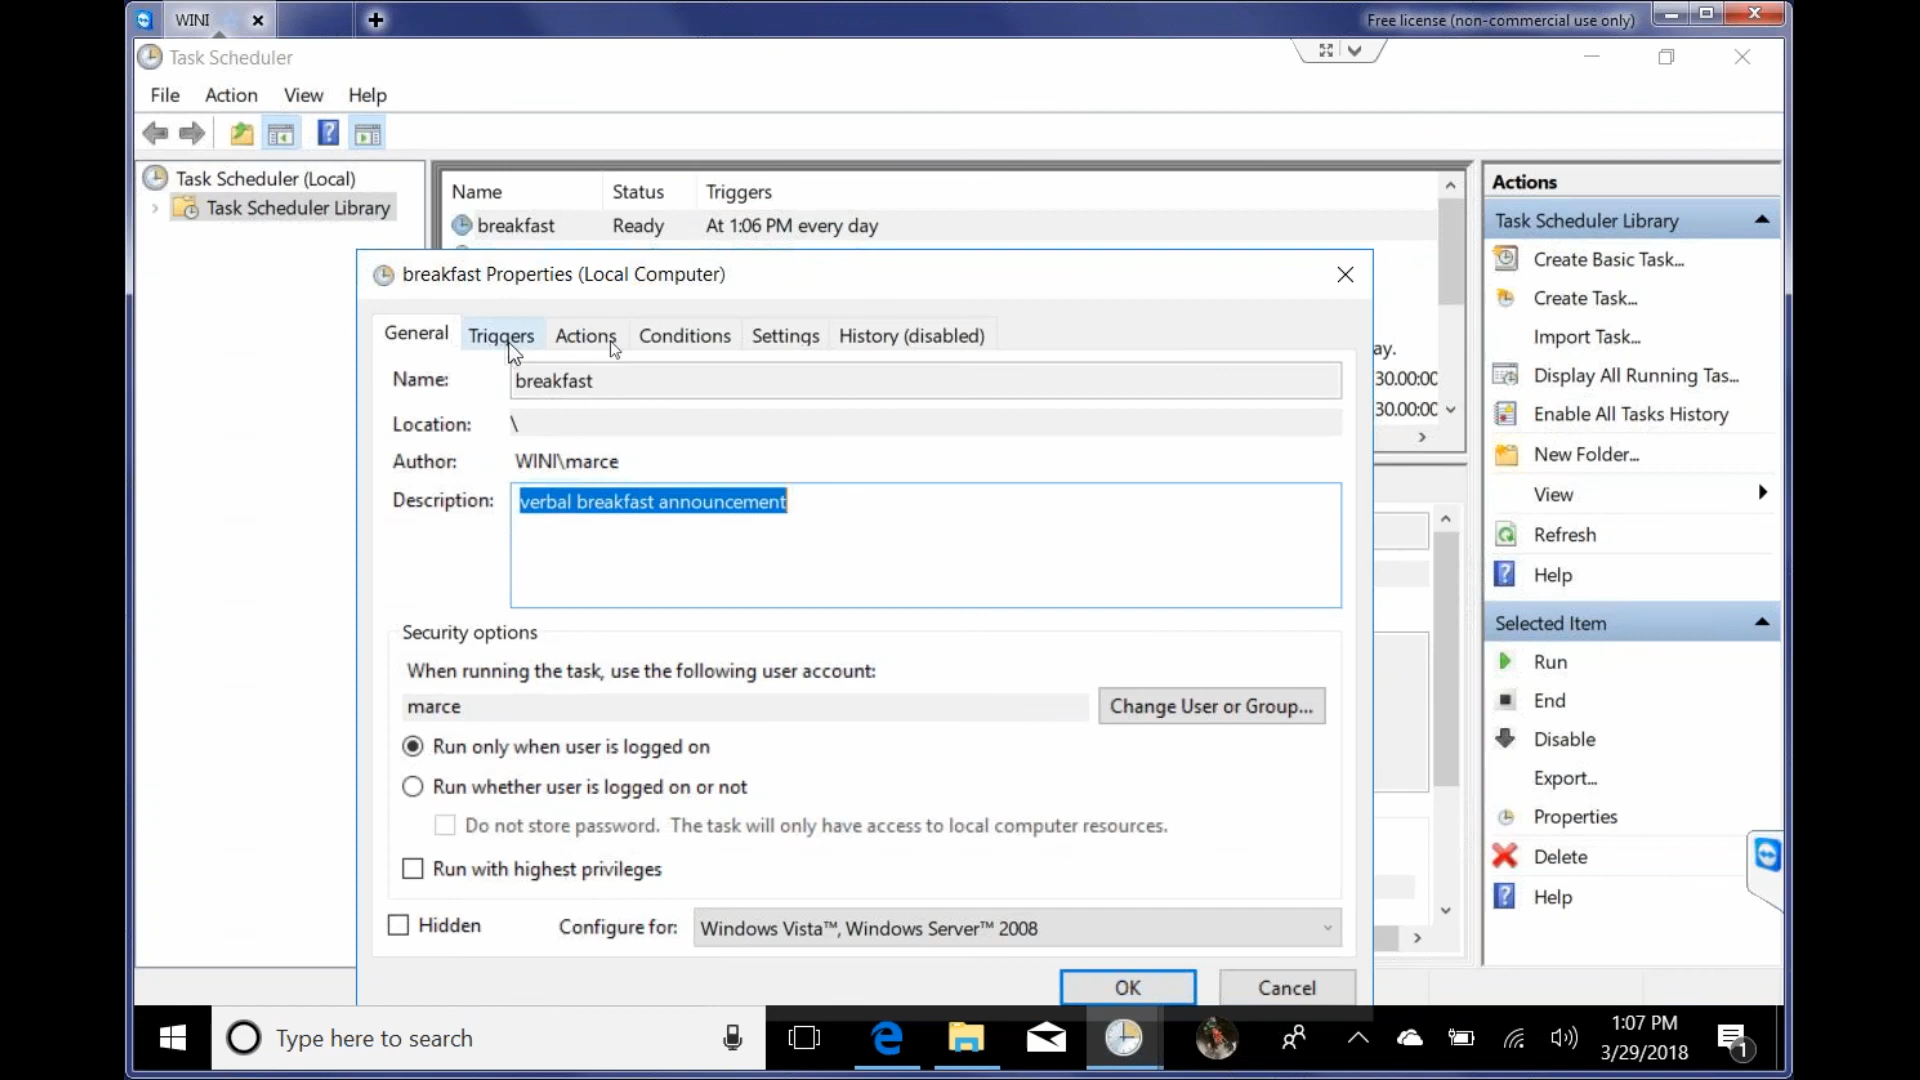 WINI
Free license (non-commercial use only)
Task Scheduler
File Action View Help
Task Scheduler (Local)
Task Scheduler Library
Name Status Triggers
breakfast Ready At 1:06 PM every day
ay.
30.00:00
30.00:00
breakfast Properties (Local Computer)
General Triggers Actions Conditions Settings History (disabled)
Name: breakfast
Location: \
Author: WINI\marce
Description: verbal breakfast announcement
Security options
When running the task, use the following user account:
marce Change User or Group...
Run only when user is logged on
Run whether user is logged on or not
Do not store password. The task will only have access to local computer resources.
Run with highest privileges
Hidden Configure for: Windows Vista™, Windows Server™ 2008
OK Cancel
Actions
Task Scheduler Library
Create Basic Task...
Create Task...
Import Task...
Display All Running Tas...
Enable All Tasks History
New Folder...
View
Refresh
Help
Selected Item
Run
End
Disable
Export...
Properties
Delete
Help
Type here to search
1:07 PM
3/29/2018
1